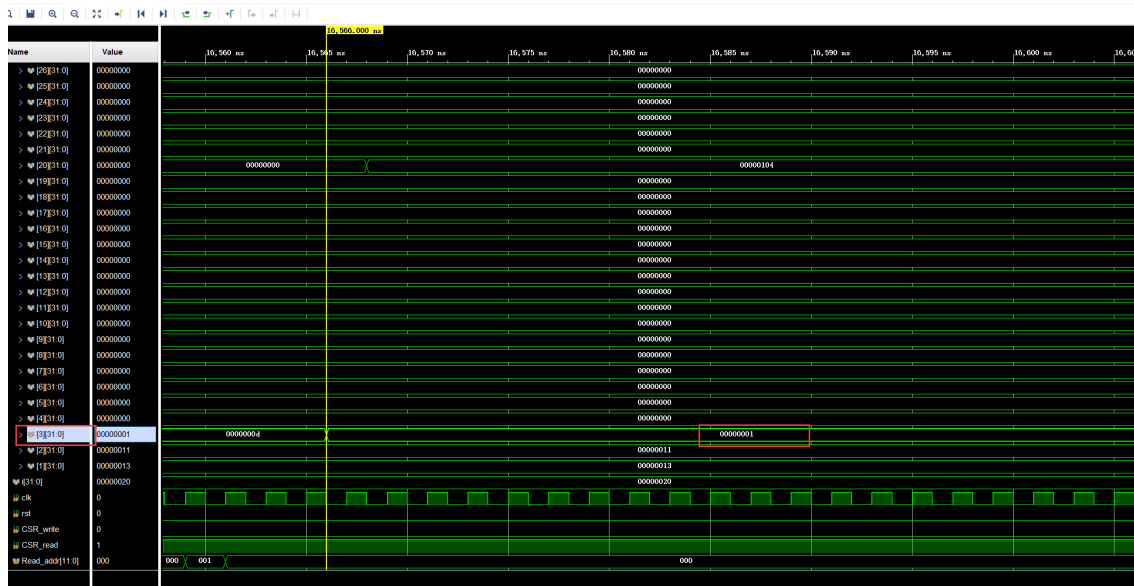 16,566.000 ns
Name Value 16,560 ns 16,565 ns 16,570 ns 16,575 ns 16,580 ns 16,585 ns 16,590 ns 16,595 ns 16,600 ns 16,60
[26][31:0] 00000000 00000000
[25][31:0] 00000000 00000000
[24][31:0] 00000000 00000000
[23][31:0] 00000000 00000000
[22][31:0] 00000000 00000000
[21][31:0] 00000000 00000000
[20][31:0] 00000000 00000000 00000104
[19][31:0] 00000000 00000000
[18][31:0] 00000000 00000000
[17][31:0] 00000000 00000000
[16][31:0] 00000000 00000000
[15][31:0] 00000000 00000000
[14][31:0] 00000000 00000000
[13][31:0] 00000000 00000000
[12][31:0] 00000000 00000000
[11][31:0] 00000000 00000000
[10][31:0] 00000000 00000000
[9][31:0] 00000000 00000000
[8][31:0] 00000000 00000000
[7][31:0] 00000000 00000000
[6][31:0] 00000000 00000000
[5][31:0] 00000000 00000000
[4][31:0] 00000000 00000000
[3][31:0] 00000001 0000000d 00000001
[2][31:0] 00000011 00000011
[1][31:0] 00000013 00000013
i[31:0] 00000020 00000020
clk 0
rst 0
CSR_write 0
CSR_read 1
Read_addr[11:0] 000 000 001 000